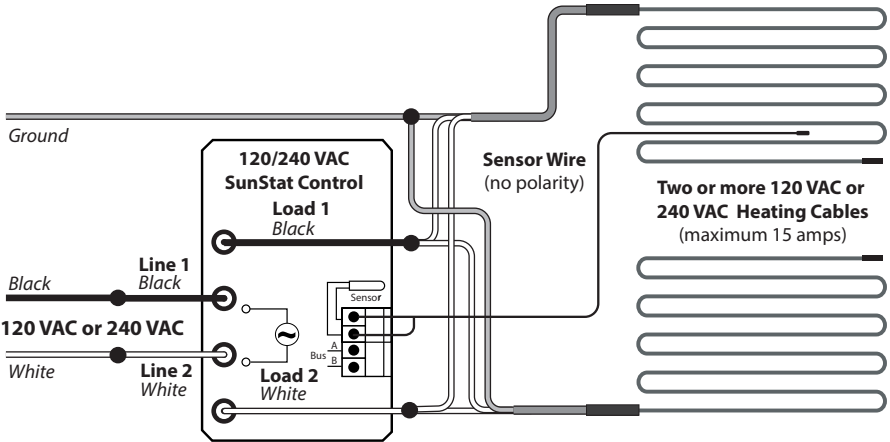 Ground
120/240 VAC
SunStat Control
Load 1
Black
Sensor Wire
(no polarity)
Two or more 120 VAC or
240 VAC Heating Cables
(maximum 15 amps)
Black
Line 1
Black
Sensor
120 VAC or 240 VAC
A
Bus
B
White
Line 2
White
Load 2
White